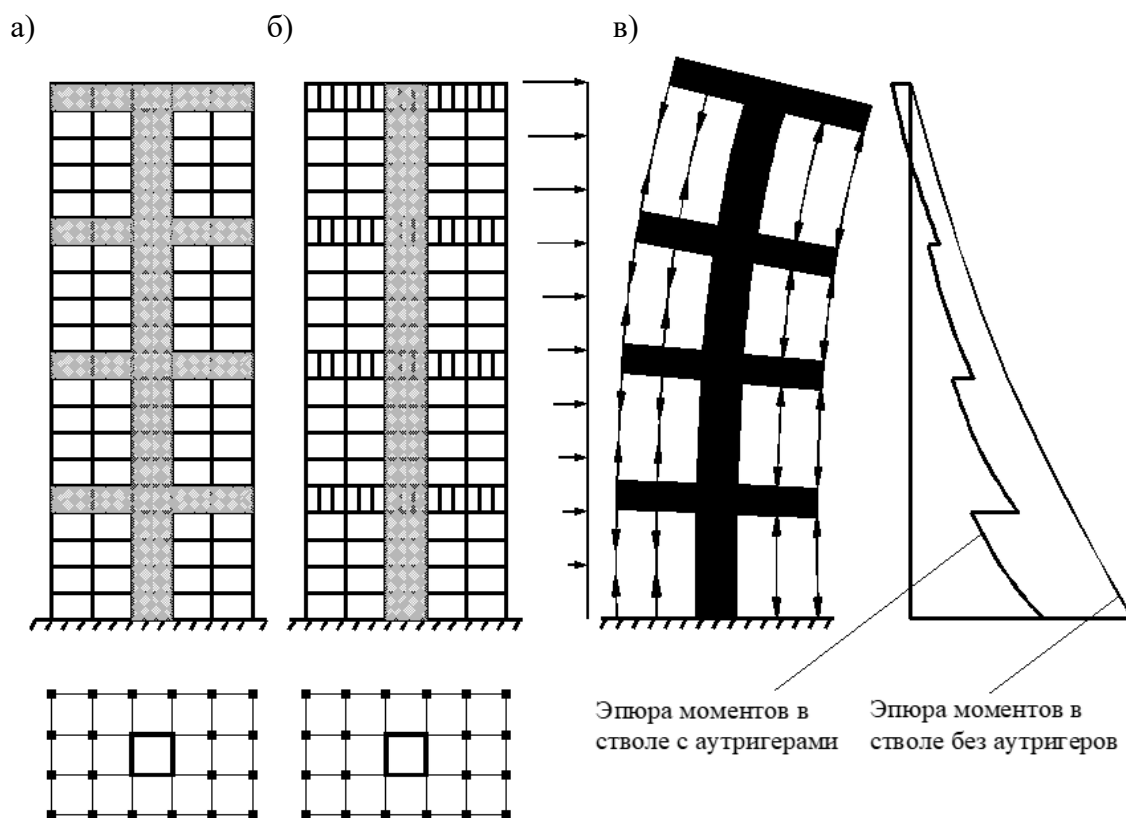 а)
б)
в)
Эпюра моментов в
стволе с аутригерами
Эпюра моментов в
стволе без аутригеров